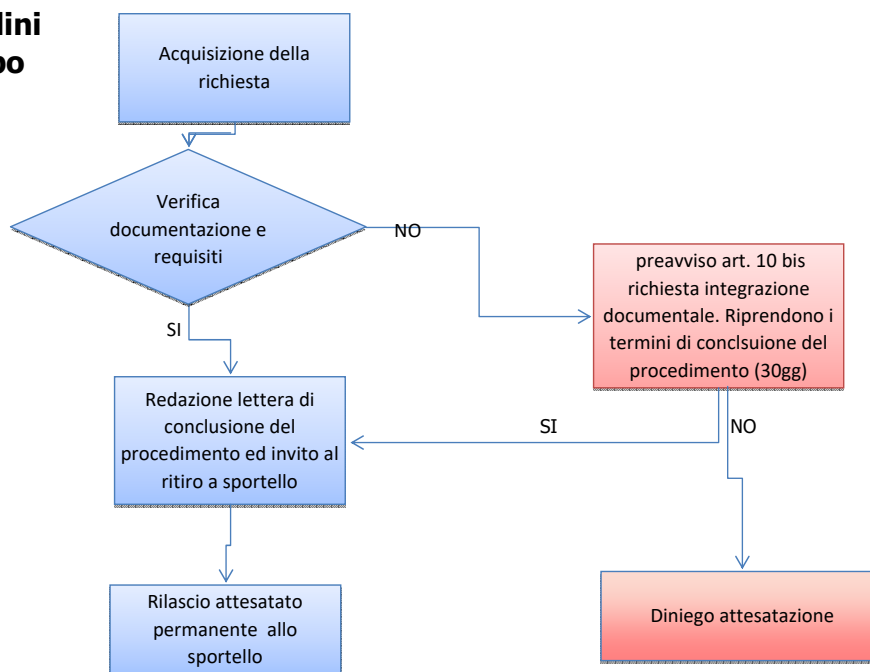 dini
po
Acquisizione della
richiesta
Verifica
documentazione e
requisiti
NO
preavviso art. 10 bis
richiesta integrazione
documentale. Riprendono i
termini di conclsuione del
procedimento (30gg)
SI
Redazione lettera di
conclusione del
procedimento ed invito al
ritiro a sportello
SI
NO
Rilascio attesatato
permanente  allo
sportello
Diniego attesatazione